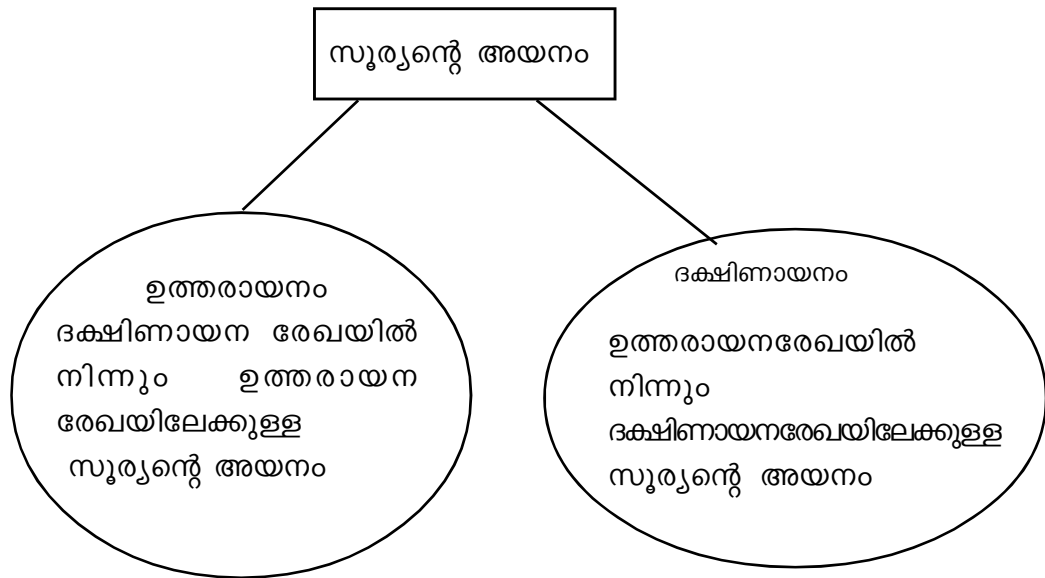 സൂര്യന്റെ അയനം
ഉത്തരായനം
ദക്ഷിണായന രേഖയിൽ
നിന്നും ഉത്തരായന
രേഖയിലേക്കുള്ള
സൂര്യന്റെ അയനം
ദക്ഷിണായനം
ഉത്തരായനരേഖയിൽ
നിന്നും
ദക്ഷിണായനരേഖയിലേക്കുള്ള
സൂര്യന്റെ അയനം